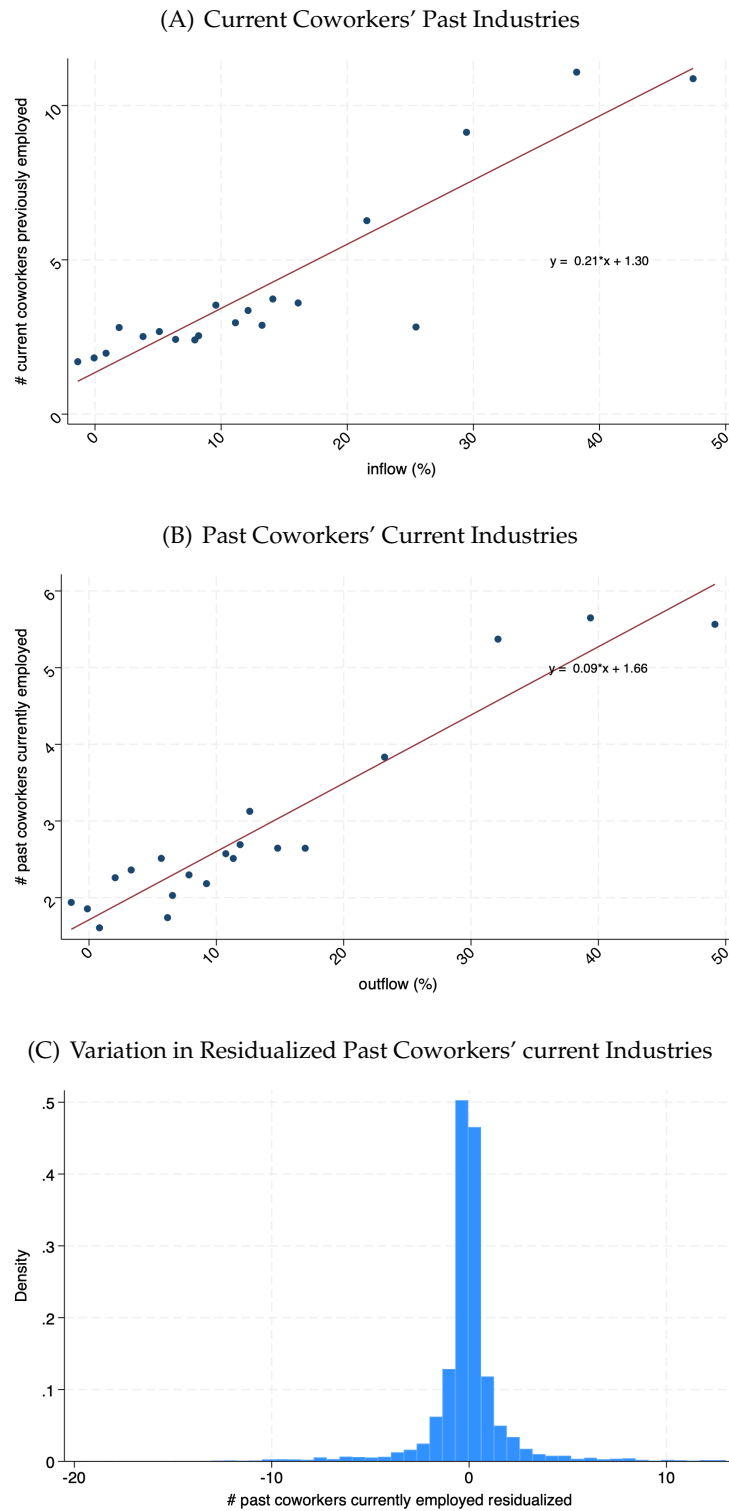 (A) Current Coworkers’ Past Industries
# current coworkers previously employed
10
5
0
y = 0.21*x + 1.30
0 10 20 30 40 50
inflow (%)
(B) Past Coworkers’ Current Industries
# past coworkers currently employed
6
5
4
3
2
y = 0.09*x + 1.66
0 10 20 30 40 50
outflow (%)
(C) Variation in Residualized Past Coworkers’ current Industries
Density
.5
.4
.3
.2
.1
0
-20 -10 0 10
# past coworkers currently employed residualized